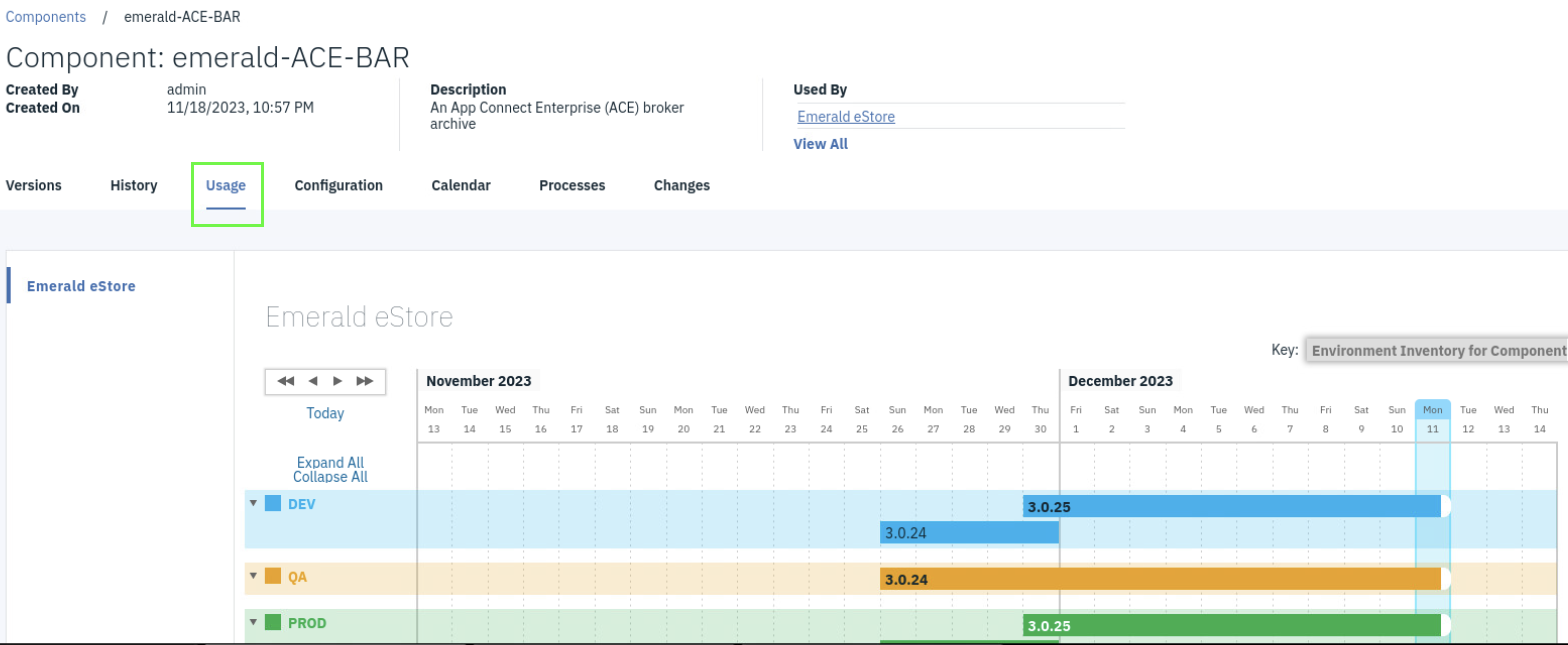 Components / emerald-ACE-BAR
Component: emerald-ACE-BAR
Created By admin
Created On 11/18/2023, 10:57 PM
Description
An App Connect Enterprise (ACE) broker
archive
Used By
Emerald eStore
View All
Versions History Usage Configuration Calendar Processes Changes
Emerald eStore
Emerald eStore
Key: Environment Inventory for Component
November 2023 December 2023
Mon Tue Wed Thu Fri Sat Sun Mon Tue Wed Thu Fri Sat Sun Mon Tue Wed Thu Fri Sat Sun Mon Tue Wed Thu Fri Sat Sun Mon Tue Wed Thu
13 14 15 16 17 18 19 20 21 22 23 24 25 26 27 28 29 30 1 2 3 4 5 6 7 8 9 10 11 12 13 14
Today
Expand All
Collapse All
DEV 3.0.25
3.0.24
QA 3.0.24
PROD 3.0.25